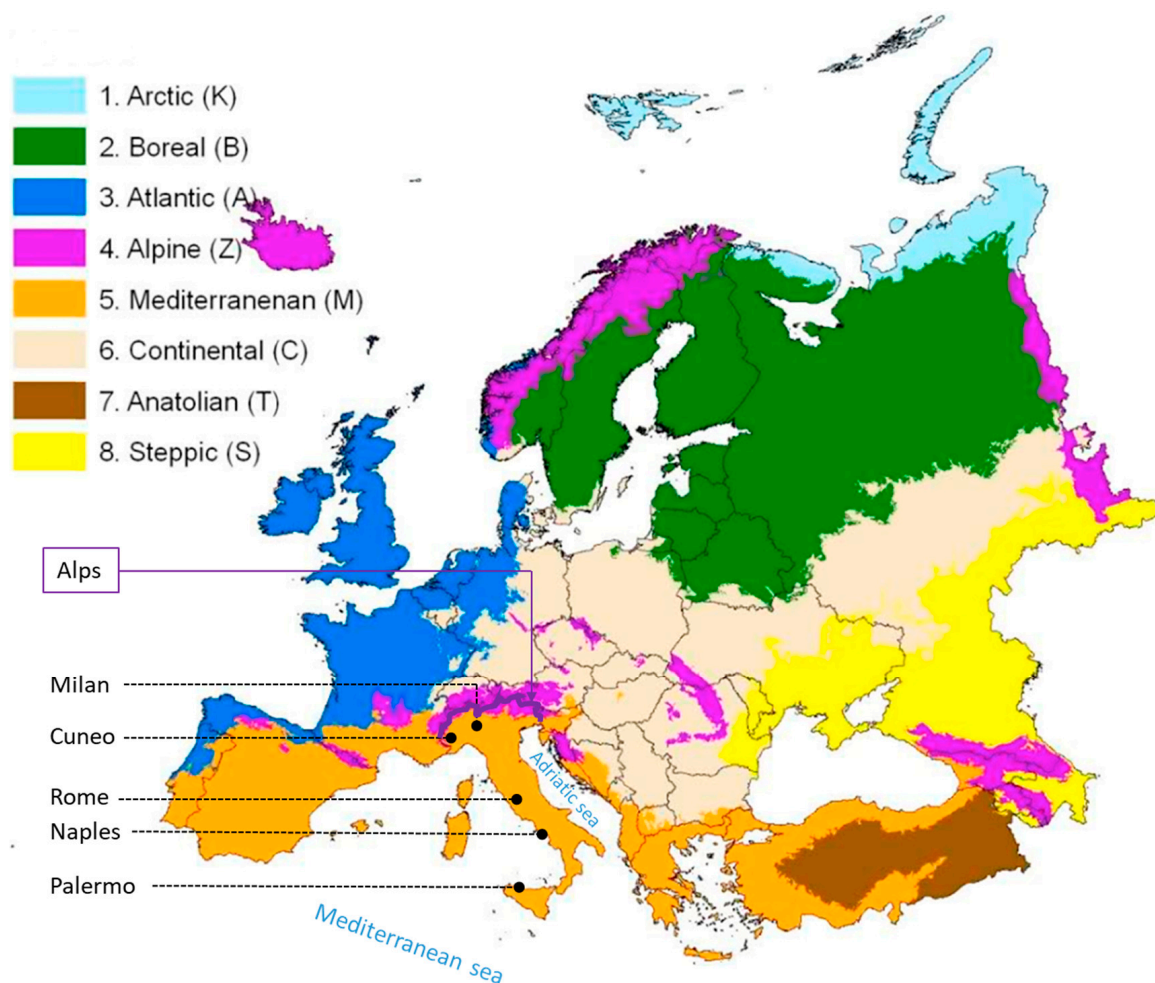 1. Arctic (K)
2. Boreal (B)
3. Atlantic (A)
4. Alpine (Z)
5. Mediterrenenan (M)
6. Continental (C)
7. Anatolian (T)
8. Steppic (S)
Alps
Milan
Cuneo
Rome
Naples
Palermo
Adriatic sea
Mediterranean sea